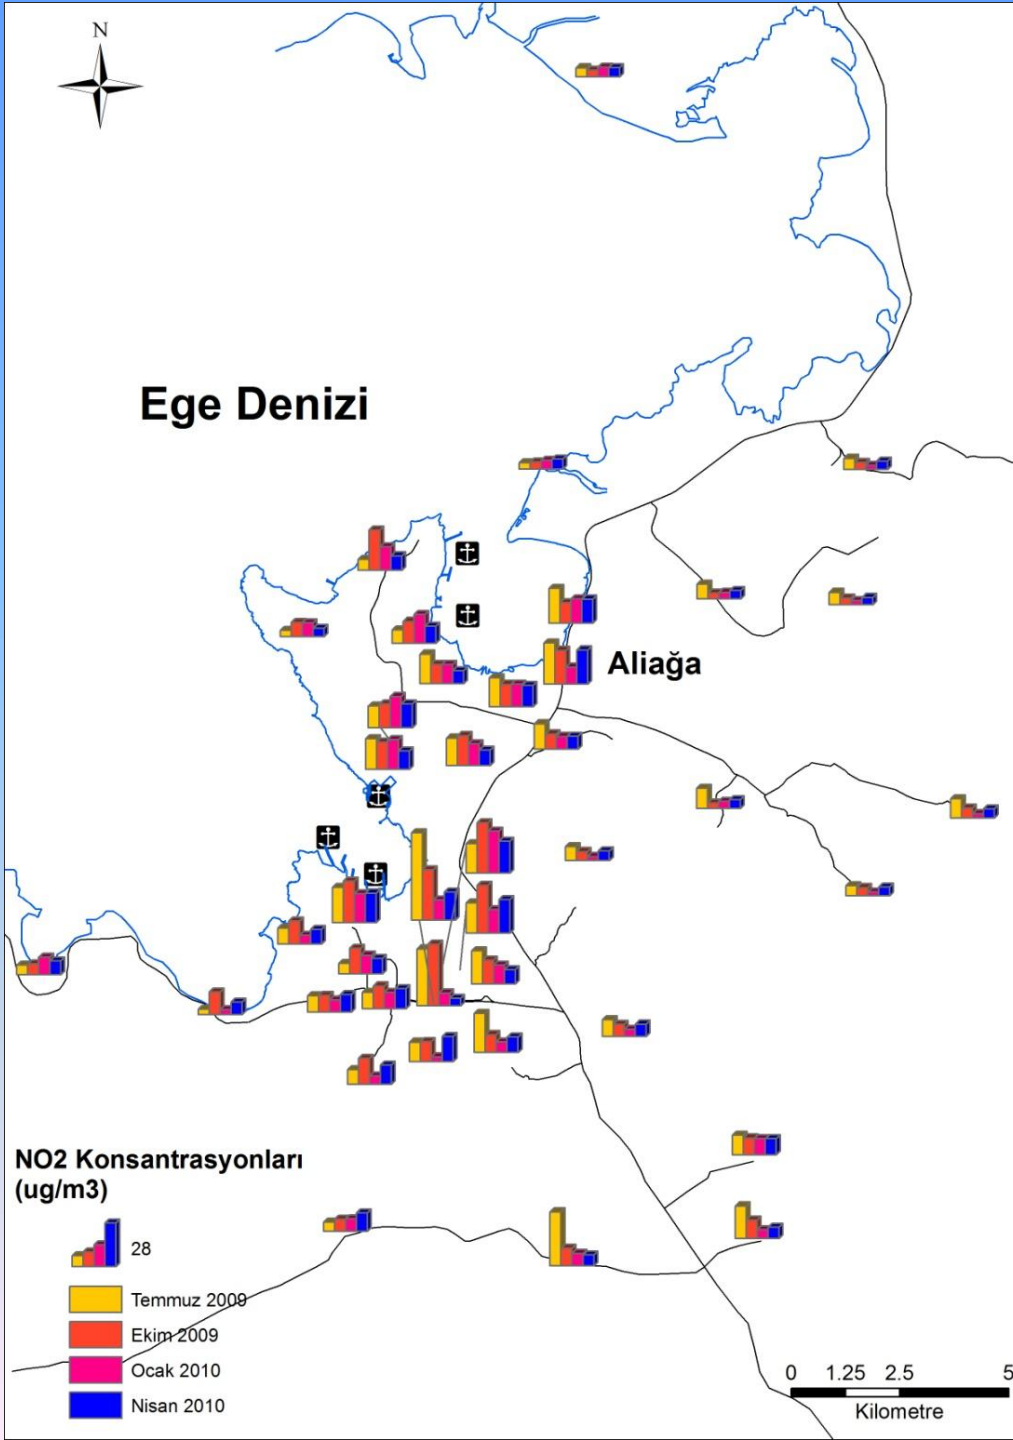 N
Ege Denizi
Aliağa
NO2 Konsantrasyonları
(ug/m3)
28
Temmuz 2009
Ekim 2009
Ocak 2010
Nisan 2010
0 1.25 2.5 5
Kilometre